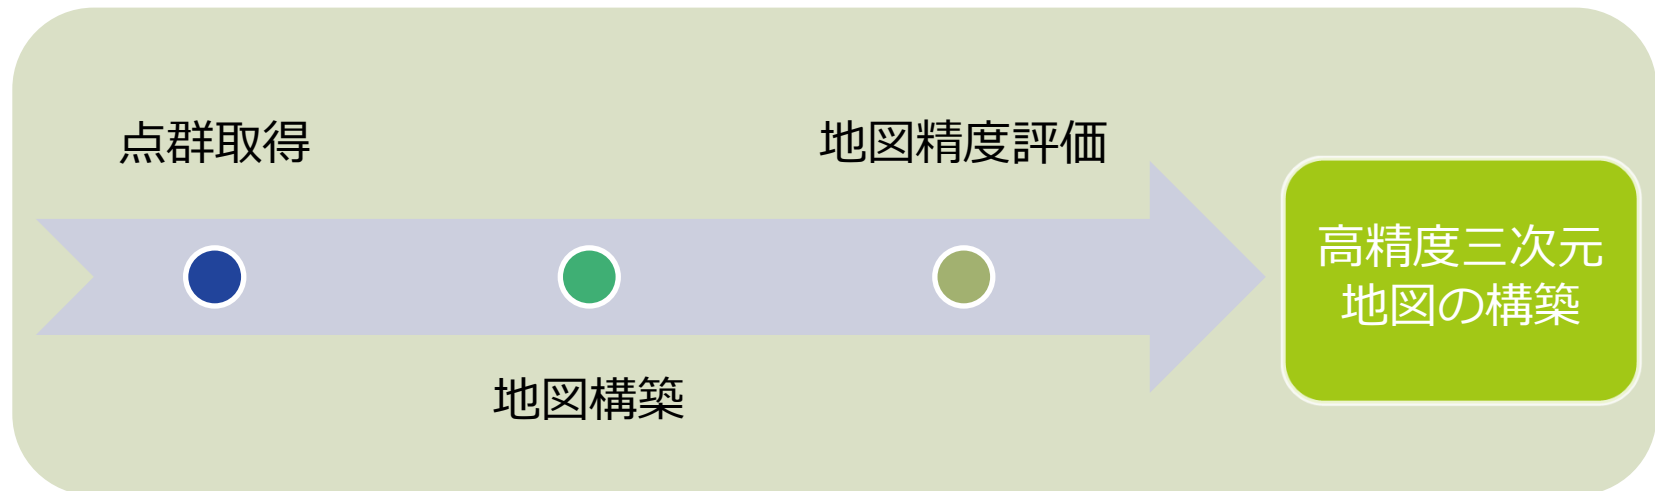 点群取得
地図構築
地図精度評価
高精度三次元
地図の構築